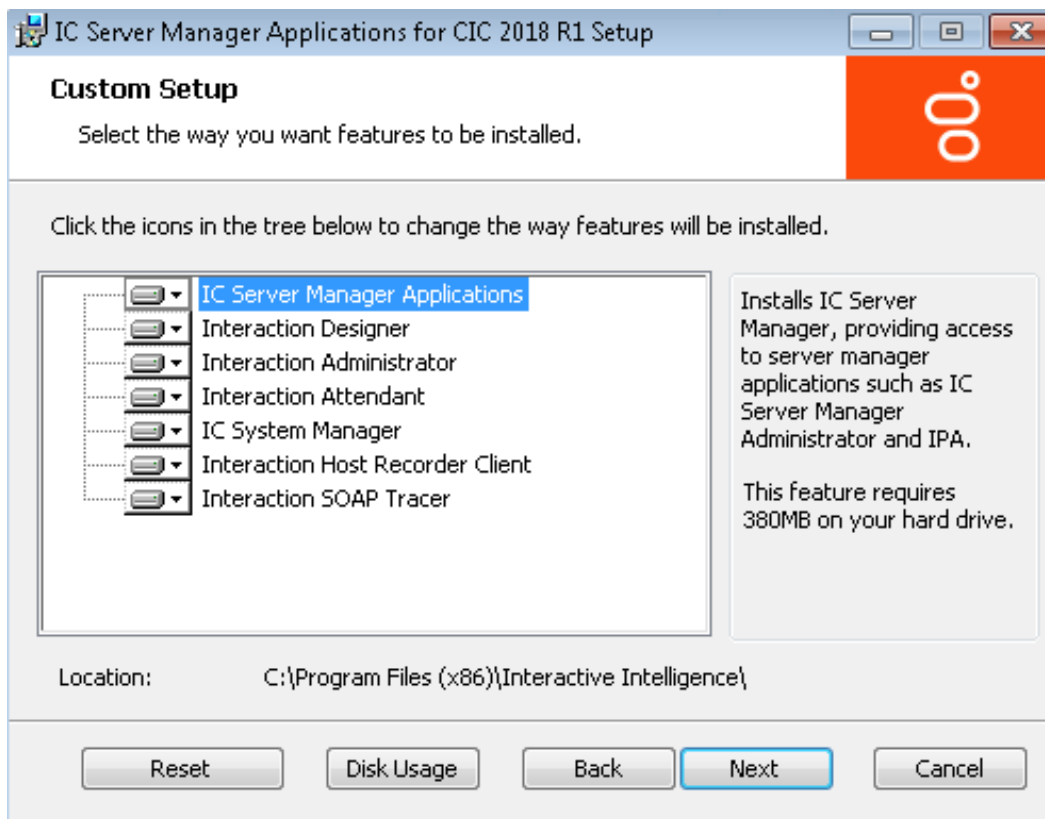 IC Server Manager Applications for CIC 2018 R1 Setup
Custom Setup
Select the way you want features to be installed.
Click the icons in the tree below to change the way features will be installed.
IC Server Manager Applications
Interaction Designer
Interaction Administrator
Interaction Attendant
IC System Manager
Interaction Host Recorder Client
Interaction SOAP Tracer
Installs IC Server
Manager, providing access
to server manager
applications such as IC
Server Manager
Administrator and IPA.
This feature requires
380MB on your hard drive.
Location: C:\Program Files (x86)\Interactive Intelligence\
Reset Disk Usage Back Next Cancel